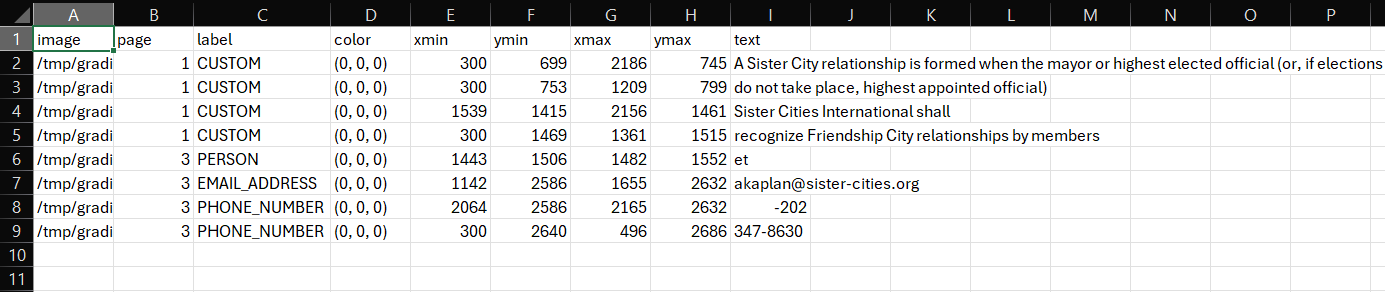 A B C D E F G H I J K L M N O P
1 image page label color xmin ymin xmax ymax text
2 /tmp/gradi 1 CUSTOM (0, 0, 0) 300 699 2186 745 A Sister City relationship is formed when the mayor or highest elected official (or, if elections
3 /tmp/gradi 1 CUSTOM (0, 0, 0) 300 753 1209 799 do not take place, highest appointed official)
4 /tmp/gradi 1 CUSTOM (0, 0, 0) 1539 1415 2156 1461 Sister Cities International shall
5 /tmp/gradi 1 CUSTOM (0, 0, 0) 300 1469 1361 1515 recognize Friendship City relationships by members
6 /tmp/gradi 3 PERSON (0, 0, 0) 1443 1506 1482 1552 et
7 /tmp/gradi 3 EMAIL_ADDRESS (0, 0, 0) 1142 2586 1655 2632 akaplan@sister-cities.org
8 /tmp/gradi 3 PHONE_NUMBER (0, 0, 0) 2064 2586 2165 2632 -202
9 /tmp/gradi 3 PHONE_NUMBER (0, 0, 0) 300 2640 496 2686 347-8630
10
11